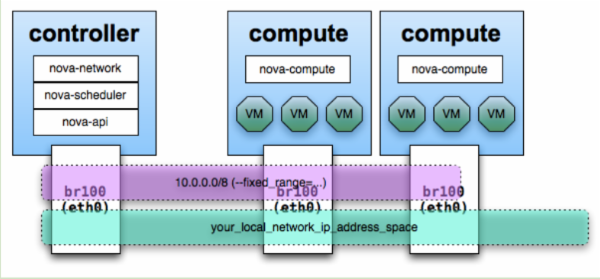 controller
nova-network
nova-scheduler
nova-api
compute
nova-compute
VM VM VM
compute
nova-compute
VM VM VM
10.0.0.0/8 (--fixed_range=...)
br100
(eth0)
br100
(eth0)
br100
(eth0)
your_local_network_ip_address_space